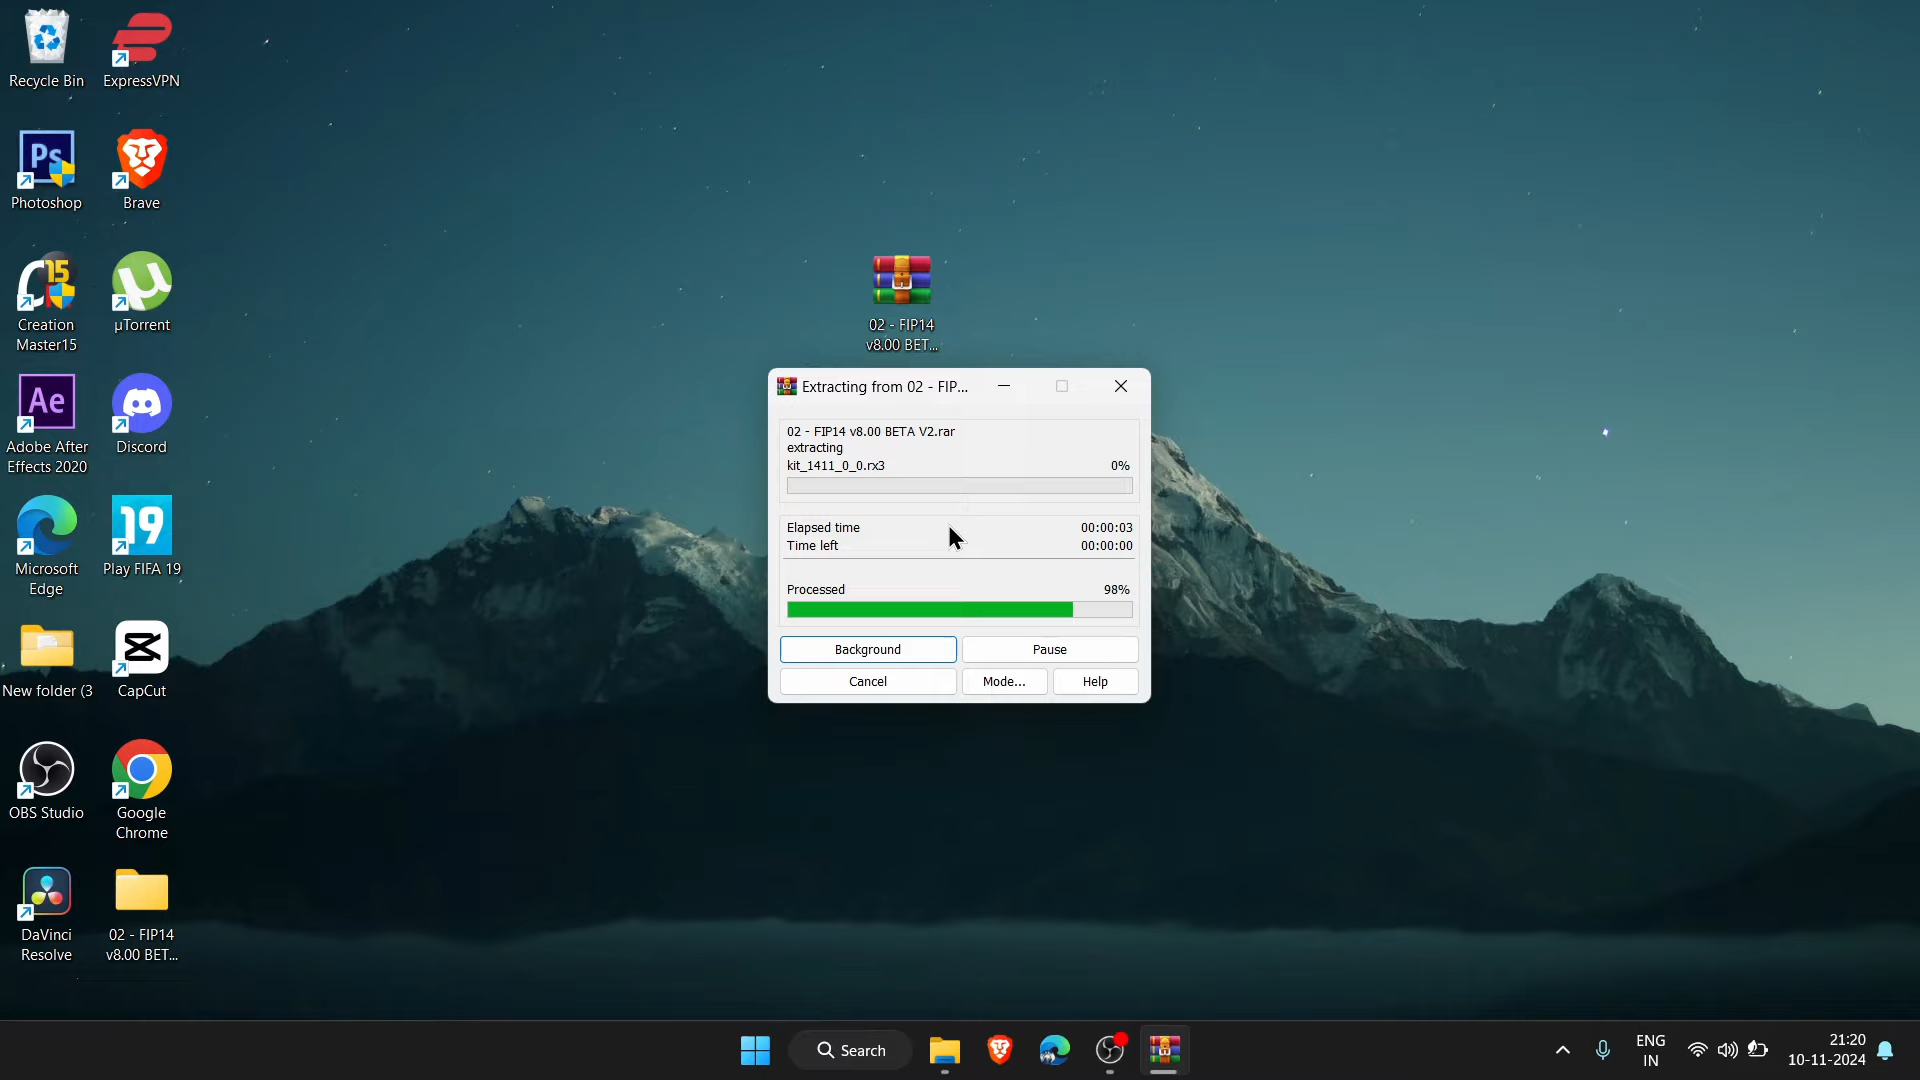 Recycle Bin
ExpressVPN
Ps
Photoshop
Brave
15
Creation
Master15
µTorrent
Ae
Adobe After
Effects 2020
Discord
Microsoft
Edge
19
Play FIFA 19
New folder (3
CapCut
OBS Studio
Google
Chrome
DaVinci
Resolve
02 - FIP14
v8.00 BET...
02 - FIP14
v8.00 BET...
Extracting from 02 - FIP...
02 - FIP14 v8.00 BETA V2.rar
extracting
kit_1411_0_0.rx3 0%
Elapsed time 00:00:03
Time left 00:00:00
Processed 98%
Background Pause
Cancel Mode... Help
Search
ENG
IN
21:20
10-11-2024